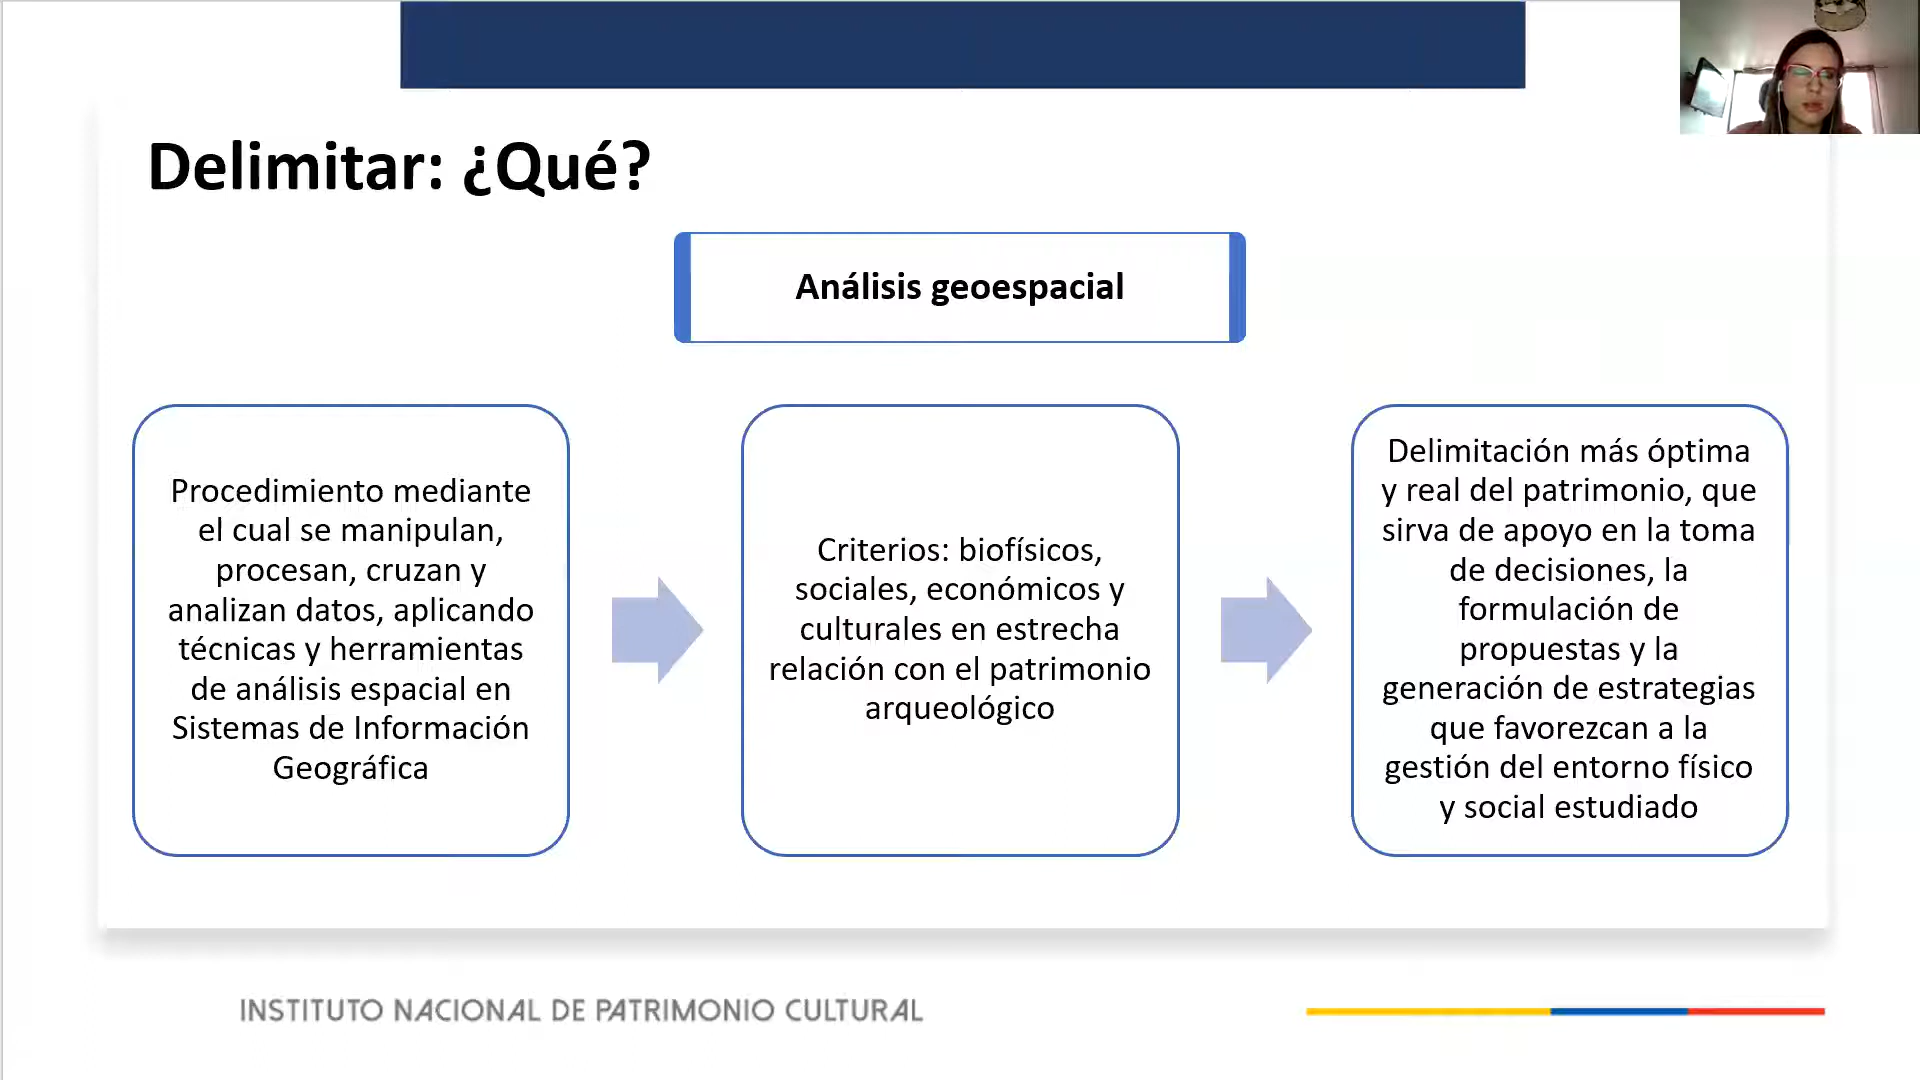 Delimitar: ¿Qué?
Análisis geoespacial
Procedimiento mediante
el cual se manipulan,
procesan, cruzan y
analizan datos, aplicando
técnicas y herramientas
de análisis espacial en
Sistemas de Información
Geográfica
Criterios: biofísicos,
sociales, económicos y
culturales en estrecha
relación con el patrimonio
arqueológico
Delimitación más óptima
y real del patrimonio, que
sirva de apoyo en la toma
de decisiones, la
formulación de
propuestas y la
generación de estrategias
que favorezcan a la
gestión del entorno físico
y social estudiado
INSTITUTO NACIONAL DE PATRIMONIO CULTURAL